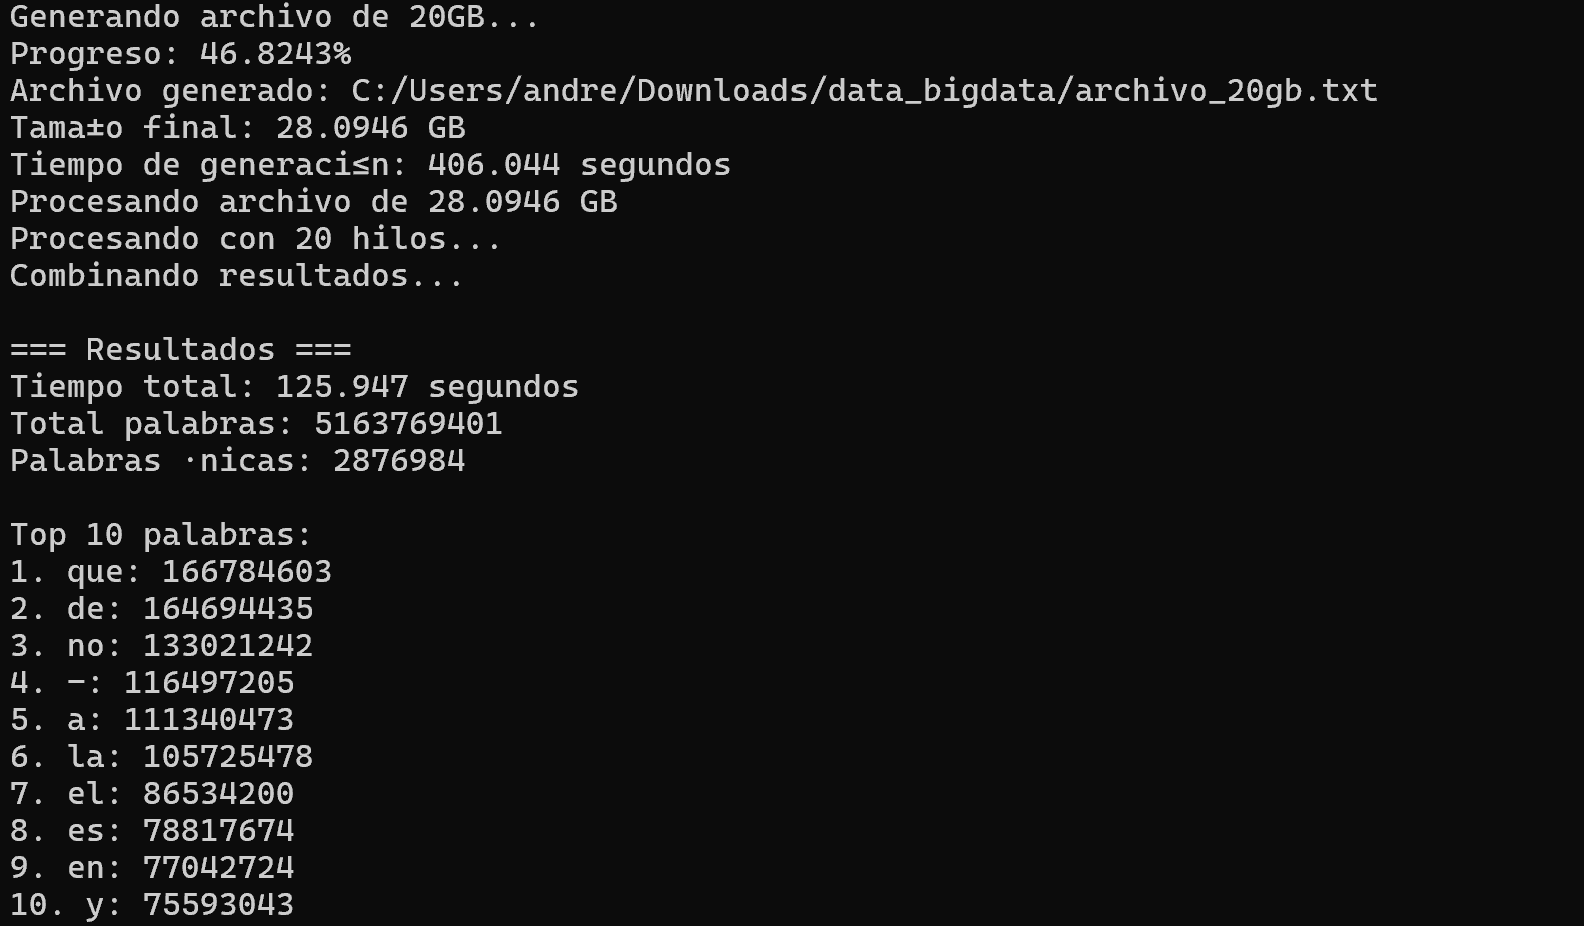 Generando archivo de 20GB...
Progreso: 46.8243%
Archivo generado: C:/Users/andre/Downloads/data_bigdata/archivo_20gb.txt
Tama±o final: 28.0946 GB
Tiempo de generaci≤n: 406.044 segundos
Procesando archivo de 28.0946 GB
Procesando con 20 hilos...
Combinando resultados...
=== Resultados ===
Tiempo total: 125.947 segundos
Total palabras: 5163769401
Palabras ·nicas: 2876984
Top 10 palabras:
1. que: 166784603
2. de: 164694435
3. no: 133021242
4. –: 116497205
5. a: 111340473
6. la: 105725478
7. el: 86534200
8. es: 78817674
9. en: 77042724
10. y: 75593043